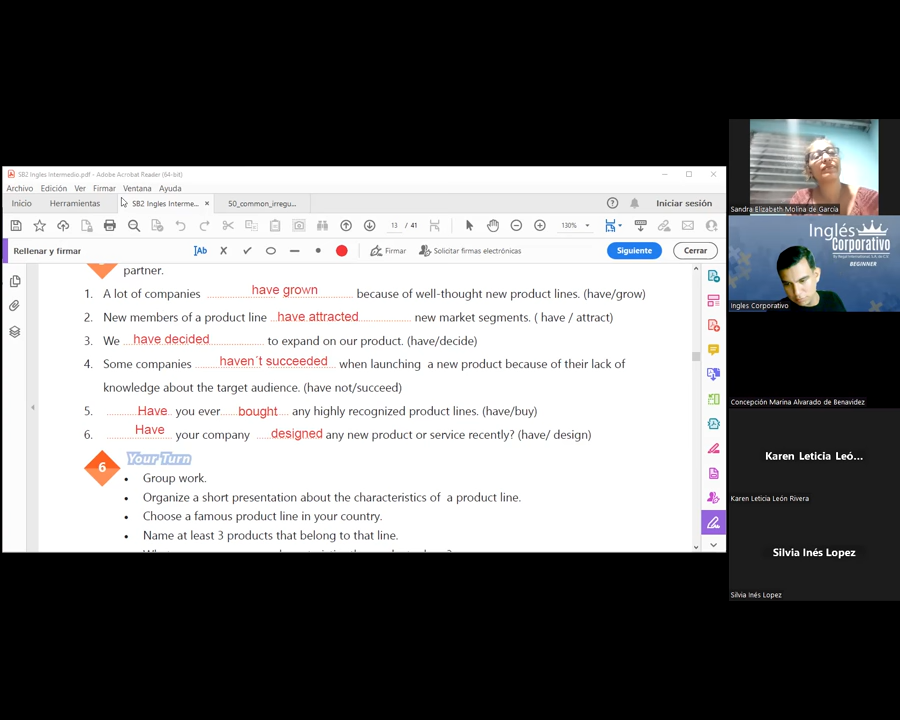 SB2 Ingles Intermedio.pdf - Adobe Acrobat Reader (64-bit)
Archivo Edición Ver Firmar Ventana Ayuda
Inicio Herramientas SB2 Ingles Interme... × 50_common_irregu... Iniciar sesión
13 / 41 130%
Rellenar y firmar Ab Firmar Solicitar firmas electrónicas Siguiente Cerrar
partner.
1. A lot of companies have grown because of well-thought new product lines. (have/grow)
2. New members of a product line have attracted new market segments. ( have / attract)
3. We have decided to expand on our product. (have/decide)
4. Some companies haven´t succeeded when launching a new product because of their lack of
knowledge about the target audience. (have not/succeed)
5. Have you ever bought any highly recognized product lines. (have/buy)
6. Have your company designed any new product or service recently? (have/ design)
6 Your Turn
• Group work.
• Organize a short presentation about the characteristics of a product line.
• Choose a famous product line in your country.
• Name at least 3 products that belong to that line.
Sandra Elizabeth Molina de García
Inglés
Corporativo
BEGINNER
Ingles Corporativo
Concepción Marina Alvarado de Benavidez
Karen Leticia Leó...
Karen Leticia León Rivera
Silvia Inés Lopez
Silvia Inés Lopez